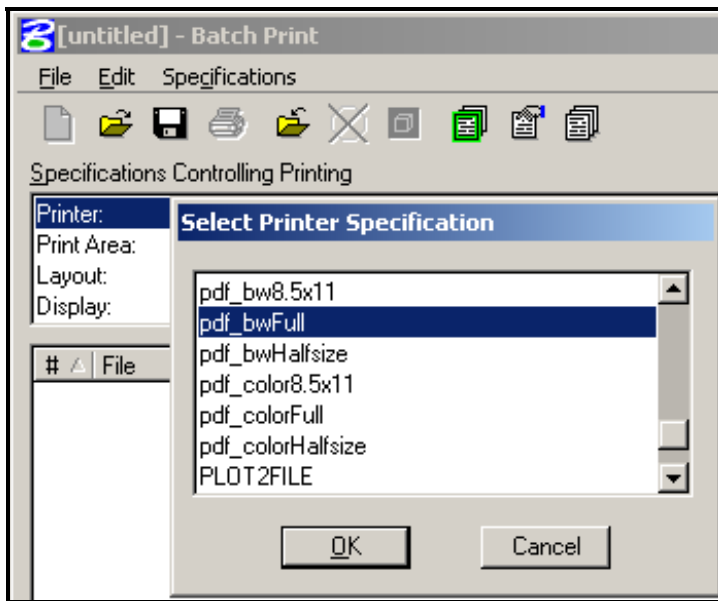 [untitled] - Batch Print
File Edit Specifications
Specifications Controlling Printing
Printer:
Print Area:
Layout:
Display:
# File
Select Printer Specification
pdf_bw8.5x11
pdf_bwFull
pdf_bwHalfsize
pdf_color8.5x11
pdf_colorFull
pdf_colorHalfsize
PLOT2FILE
OK Cancel